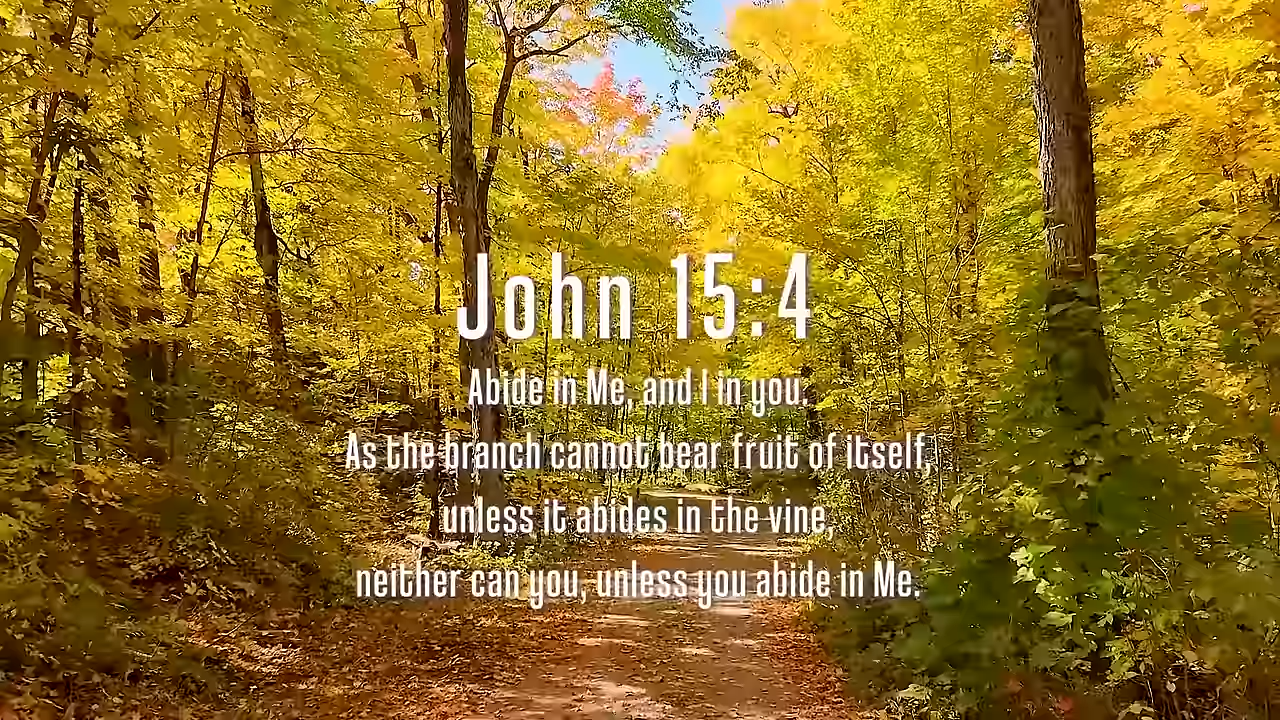 John 15:4
Abide in Me, and I in you.
As the branch cannot bear fruit of itself,
unless it abides in the vine,
neither can you, unless you abide in Me.